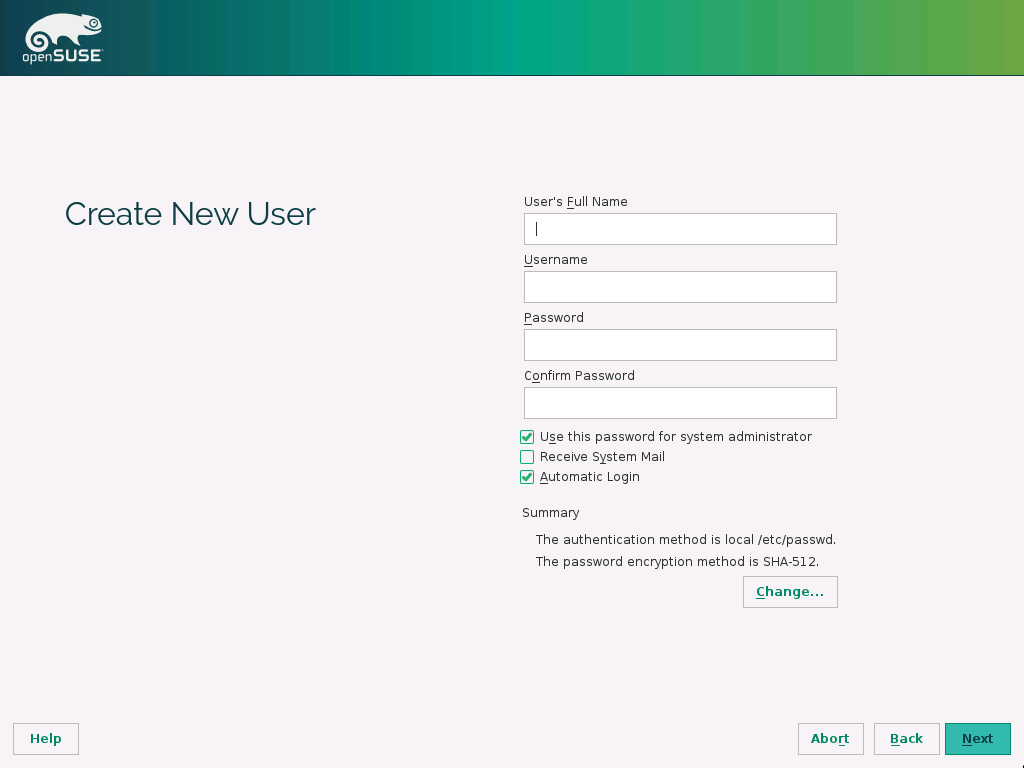 openSUSE
Create New User
User's Full Name
Username
Password
Confirm Password
Use this password for system administrator
Receive System Mail
Automatic Login
Summary
The authentication method is local /etc/passwd.
The password encryption method is SHA-512.
Change...
Help
Abort
Back
Next